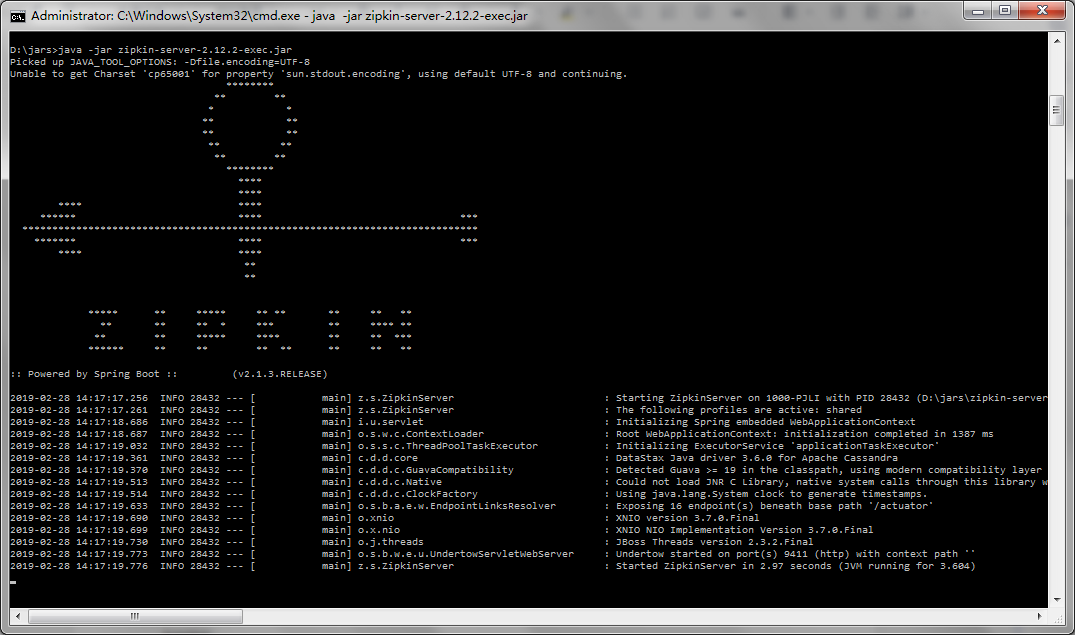 Administrator: C:\Windows\System32\cmd.exe - java -jar zipkin-server-2.12.2-exec.jar
D:\jars>java -jar zipkin-server-2.12.2-exec.jar
Picked up JAVA_TOOL_OPTIONS: -Dfile.encoding=UTF-8
Unable to get Charset 'cp65001' for property 'sun.stdout.encoding', using default UTF-8 and continuing.
ZIPKIN
:: Powered by Spring Boot :: (v2.1.3.RELEASE)
2019-02-28 14:17:17.256 INFO 28432 --- [ main] z.s.ZipkinServer : Starting ZipkinServer on 1000-PJLI with PID 28432 (D:\jars\zipkin-server
2019-02-28 14:17:17.261 INFO 28432 --- [ main] z.s.ZipkinServer : The following profiles are active: shared
2019-02-28 14:17:18.686 INFO 28432 --- [ main] i.u.servlet : Initializing Spring embedded WebApplicationContext
2019-02-28 14:17:18.687 INFO 28432 --- [ main] o.s.w.c.ContextLoader : Root WebApplicationContext: initialization completed in 1387 ms
2019-02-28 14:17:19.032 INFO 28432 --- [ main] o.s.s.c.ThreadPoolTaskExecutor : Initializing ExecutorService 'applicationTaskExecutor'
2019-02-28 14:17:19.361 INFO 28432 --- [ main] c.d.d.core : DataStax Java driver 3.6.0 for Apache Cassandra
2019-02-28 14:17:19.370 INFO 28432 --- [ main] c.d.d.c.GuavaCompatibility : Detected Guava >= 19 in the classpath, using modern compatibility layer
2019-02-28 14:17:19.513 INFO 28432 --- [ main] c.d.d.c.Native : Could not load JNR C Library, native system calls through this library w
2019-02-28 14:17:19.514 INFO 28432 --- [ main] c.d.d.c.ClockFactory : Using java.lang.System clock to generate timestamps.
2019-02-28 14:17:19.633 INFO 28432 --- [ main] o.s.b.a.e.w.EndpointLinksResolver : Exposing 16 endpoint(s) beneath base path '/actuator'
2019-02-28 14:17:19.690 INFO 28432 --- [ main] o.xnio : XNIO version 3.7.0.Final
2019-02-28 14:17:19.699 INFO 28432 --- [ main] o.x.nio : XNIO NIO Implementation Version 3.7.0.Final
2019-02-28 14:17:19.730 INFO 28432 --- [ main] o.j.threads : JBoss Threads version 2.3.2.Final
2019-02-28 14:17:19.773 INFO 28432 --- [ main] o.s.b.w.e.u.UndertowServletWebServer : Undertow started on port(s) 9411 (http) with context path ''
2019-02-28 14:17:19.776 INFO 28432 --- [ main] z.s.ZipkinServer : Started ZipkinServer in 2.97 seconds (JVM running for 3.604)